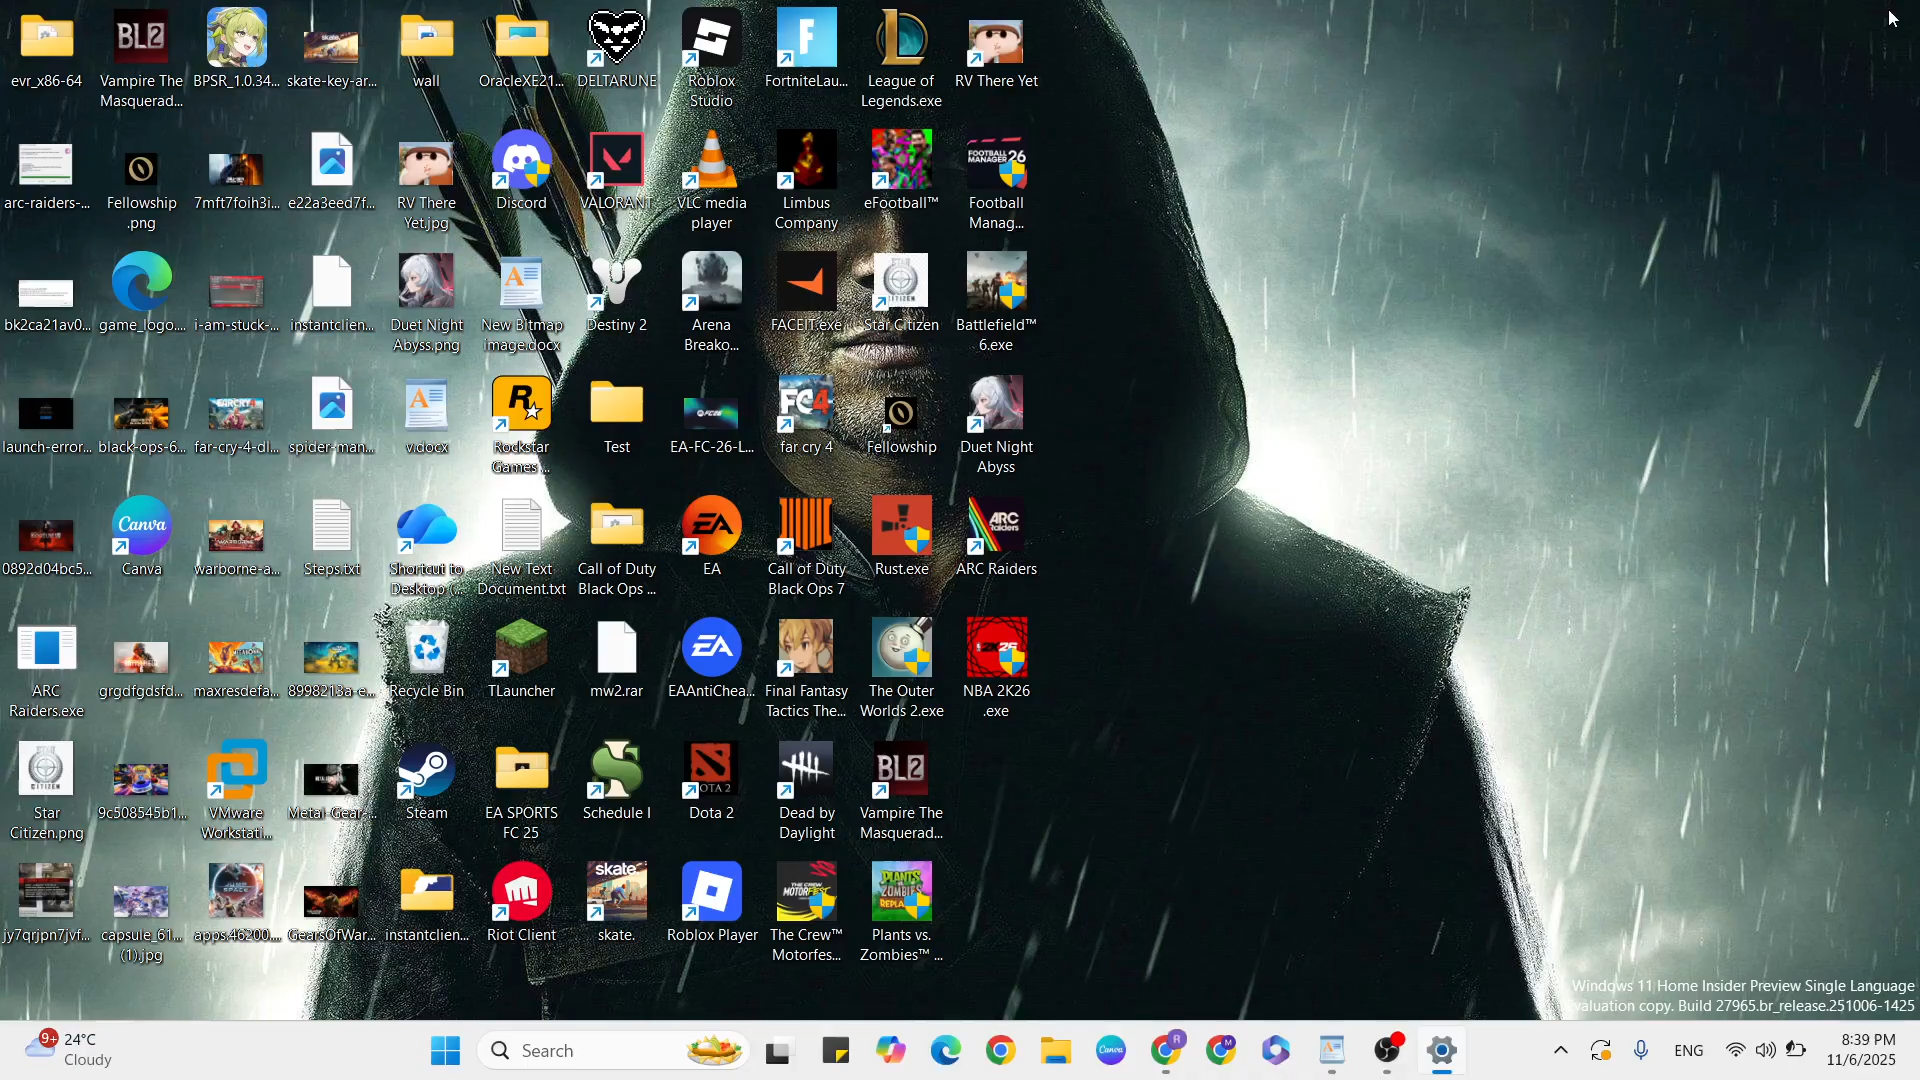 evr_x86-64
Vampire The
Masquerad...
BPSR_1.0.34...
skate-key-ar...
wall
OracleXE21...
DELTARUNE
Roblox
Studio
FortniteLau...
League of
Legends.exe
RV There Yet
arc-raiders-...
Fellowship
.png
7mft7foih3i...
e22a3eed7f...
RV There
Yet.jpg
Discord
VALORANT
VLC media
player
Limbus
Company
eFootball™
Football
Manag...
bk2ca21av0...
game_logo....
i-am-stuck-...
instantclien...
Duet Night
Abyss.png
New Bitmap
image.docx
Destiny 2
Arena
Breako...
FACEIT.exe
Star Citizen
Battlefield™
6.exe
launch-error...
black-ops-6...
far-cry-4-dl...
spider-man...
v.docx
Rockstar
Games ...
Test
EA-FC-26-L...
far cry 4
Fellowship
Duet Night
Abyss
0892d04bc5...
Canva
warborne-a...
Steps.txt
Shortcut to
Desktop (...
New Text
Document.txt
Call of Duty
Black Ops ...
EA
Call of Duty
Black Ops 7
Rust.exe
ARC Raiders
ARC
Raiders.exe
grgdfgdsfd...
maxresdefa...
8998213a-e...
Recycle Bin
TLauncher
mw2.rar
EAAntiChea...
Final Fantasy
Tactics The...
The Outer
Worlds 2.exe
NBA 2K26
.exe
Star
Citizen.png
9c508545b1...
VMware
Workstati...
Metal-Gear-...
Steam
EA SPORTS
FC 25
Schedule I
Dota 2
Dead by
Daylight
Vampire The
Masquerad...
jy7qrjpn7jvf...
capsule_61...
(1).jpg
apps.46200....
GearsOfWar...
instantclien...
Riot Client
skate.
Roblox Player
The Crew™
Motorfes...
Plants vs.
Zombies™ ...
Windows 11 Home Insider Preview Single Language
Evaluation copy. Build 27965.br_release.251006-1425
9+
24°C
Cloudy
Search
ENG
8:39 PM
11/6/2025